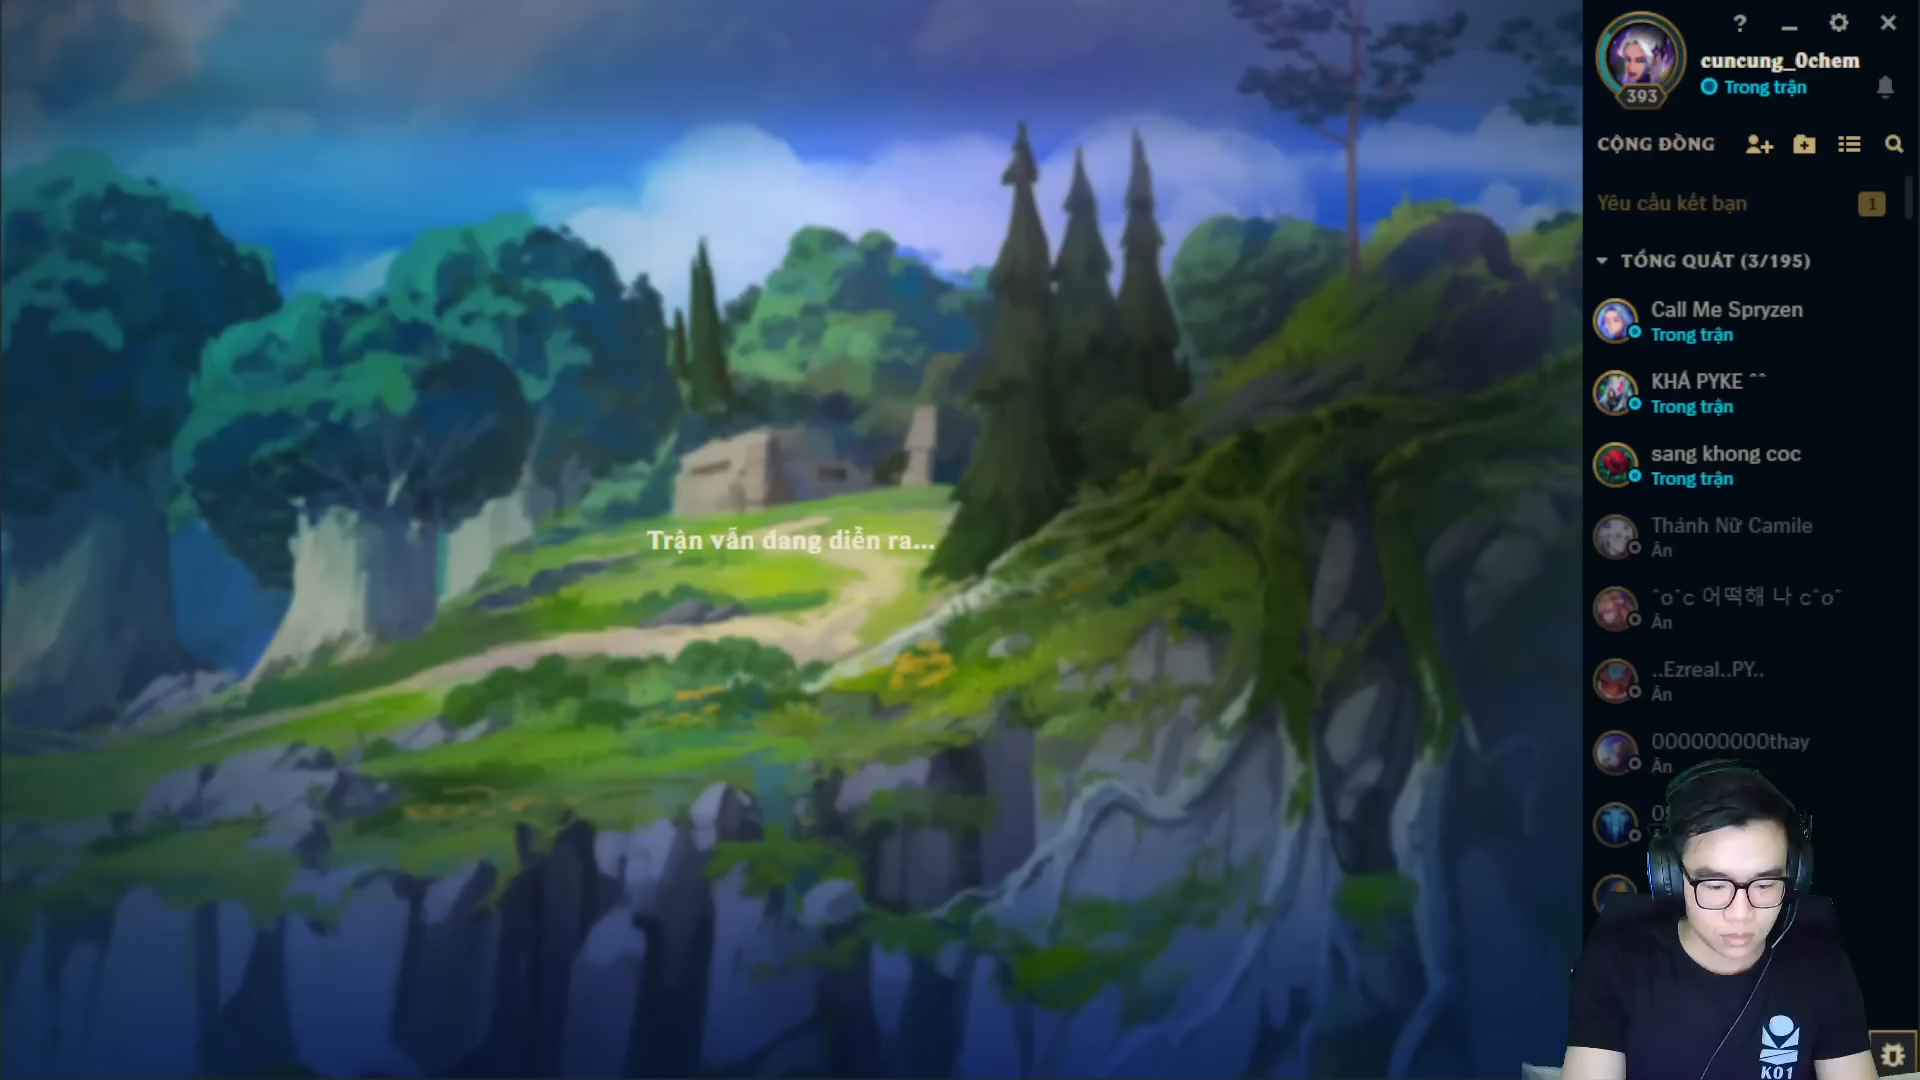 cuncung_0chem
393
Trong trận
CỘNG ĐỒNG
Yêu cầu kết bạn
1
TỔNG QUÁT (3/195)
Call Me Spryzen
Trong trận
KHÁ PYKE ^^
Trong trận
sang khong coc
Trong trận
Thánh Nữ Camile
Ẩn
^o^c 어떡해 나 c^o^
Ẩn
..Ezreal..PY..
Ẩn
000000000thay
Ẩn
Trận vẫn đang diễn ra...
K01